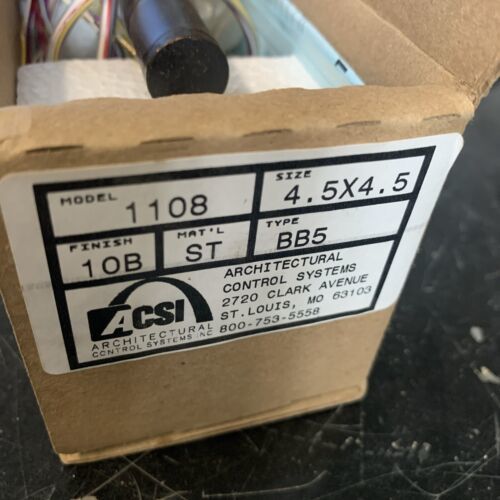 MODEL 1108
SIZE 4.5X4.5
FINISH 10B
MAT'L ST
TYPE BB5
ACSI
ARCHITECTURAL
CONTROL SYSTEMS INC
ARCHITECTURAL
CONTROL SYSTEMS
2720 CLARK AVENUE
ST.LOUIS, MO 63103
800-753-5558